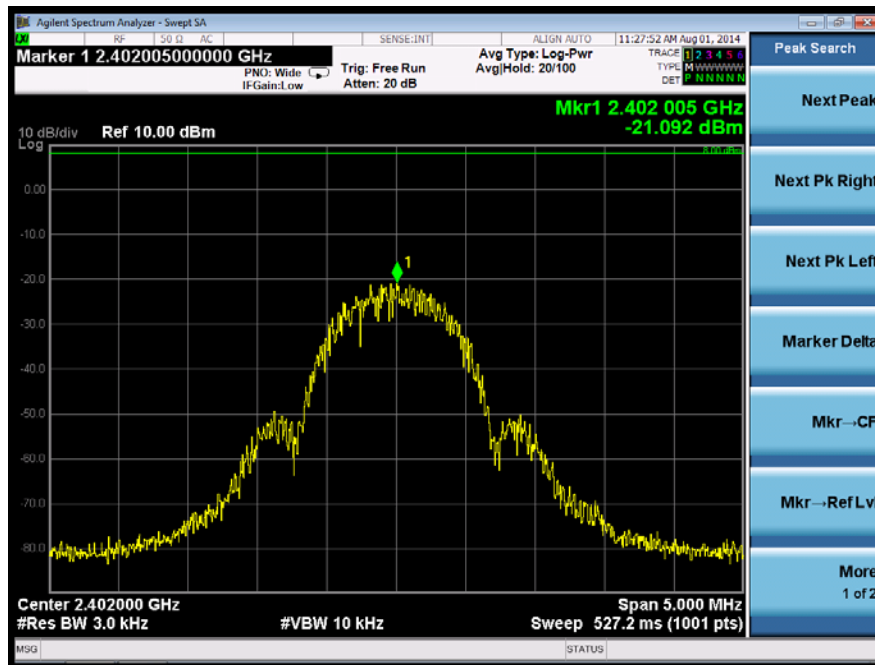 Agilent Spectrum Analyzer - Swept SA
RF 50 Ω AC SENSE:INT ALIGN AUTO 11:27:52 AM Aug 01, 2014
Marker 1 2.402005000000 GHz
PNO: Wide
IFGain:Low
Trig: Free Run
Atten: 20 dB
Avg Type: Log-Pwr
Avg|Hold: 20/100
TRACE 1 2 3 4 5 6
TYPE M WWWWW
DET P N N N N N
Peak Search
Mkr1 2.402 005 GHz
-21.092 dBm
10 dB/div Ref 10.00 dBm
Log
8.00 dBm
0.00
-10.0
1
-20.0
-30.0
-40.0
-50.0
-60.0
-70.0
-80.0
Center 2.402000 GHz Span 5.000 MHz
#Res BW 3.0 kHz #VBW 10 kHz Sweep 527.2 ms (1001 pts)
MSG STATUS
Next Peak
Next Pk Right
Next Pk Left
Marker Delta
Mkr→CF
Mkr→Ref Lvl
More
1 of 2